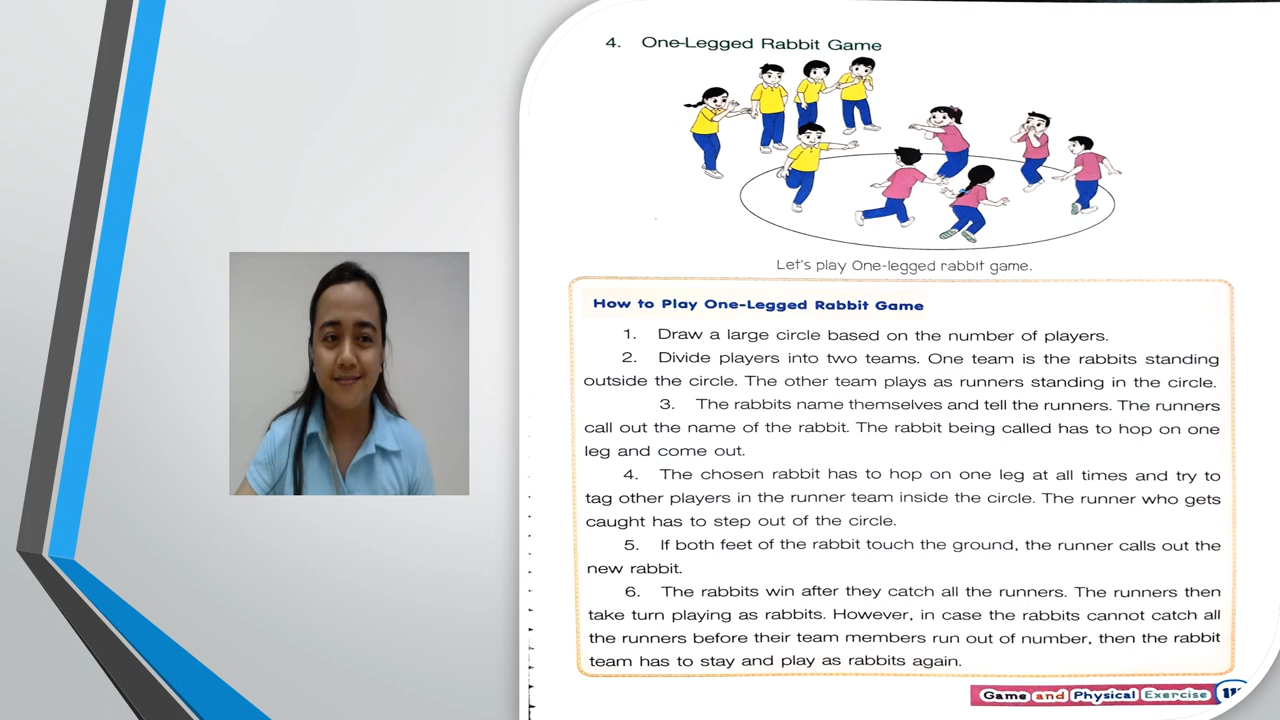 4. One-Legged Rabbit Game
Let's play One-legged rabbit game.
How to Play One-Legged Rabbit Game
1. Draw a large circle based on the number of players.
2. Divide players into two teams. One team is the rabbits standing
outside the circle. The other team plays as runners standing in the circle.
3. The rabbits name themselves and tell the runners. The runners
call out the name of the rabbit. The rabbit being called has to hop on one
leg and come out.
4. The chosen rabbit has to hop on one leg at all times and try to
tag other players in the runner team inside the circle. The runner who gets
caught has to step out of the circle.
5. If both feet of the rabbit touch the ground, the runner calls out the
new rabbit.
6. The rabbits win after they catch all the runners. The runners then
take turn playing as rabbits. However, in case the rabbits cannot catch all
the runners before their team members run out of number, then the rabbit
team has to stay and play as rabbits again.
Game and Physical Exercise